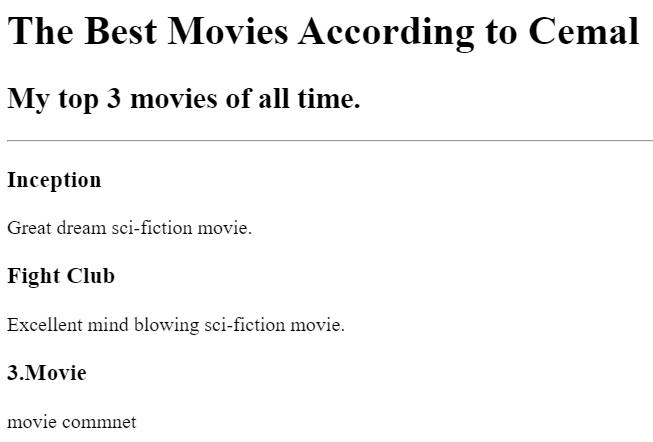 The Best Movies According to Cemal
My top 3 movies of all time.
Inception
Great dream sci-fiction movie.
Fight Club
Excellent mind blowing sci-fiction movie.
3.Movie
movie commnet